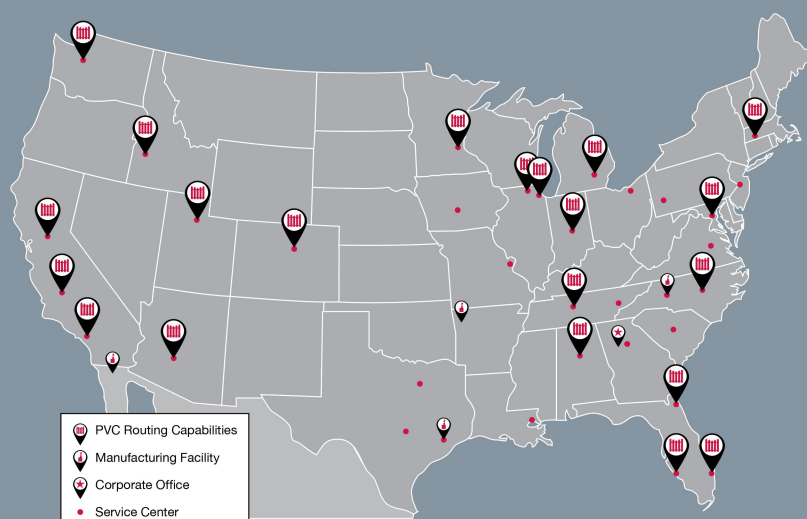 PVC Routing Capabilities
Manufacturing Facility
Corporate Office
Service Center